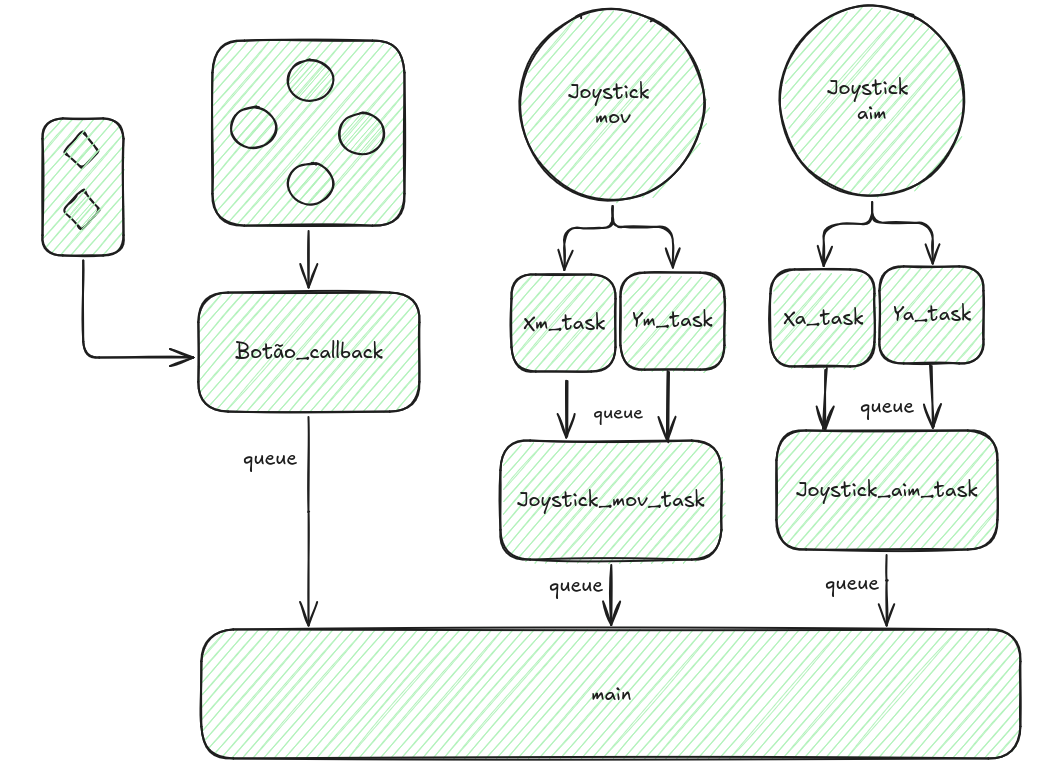 Joystick
mov
Joystick
aim
Botão_callback
Xm_task
Ym_task
Xa_task
Ya_task
queue
queue
queue
Joystick_mov_task
Joystick_aim_task
queue
queue
main